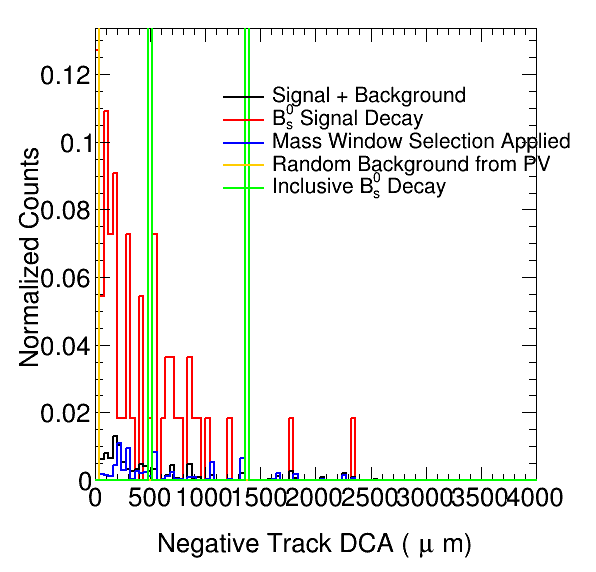 Signal + Background
B⁰ₛ Signal Decay
Mass Window Selection Applied
Random Background from PV
Inclusive B⁰ₛ Decay
Normalized Counts
0.12
0.1
0.08
0.06
0.04
0.02
0
0 500 1000 1500 2000 2500 3000 3500 4000
Negative Track DCA ( μ m)